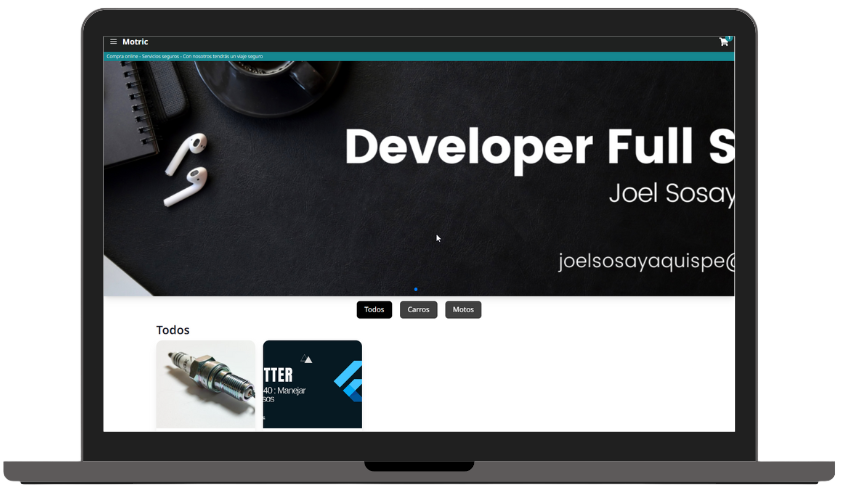 Motric
1
Compra online - Servicios seguros - Con nosotros tendrás un viaje seguro
Developer Full S
Joel Sosay
joelsosayaquispe@
Todos
Carros
Motos
Todos
TTER
40 : Manejar
sos